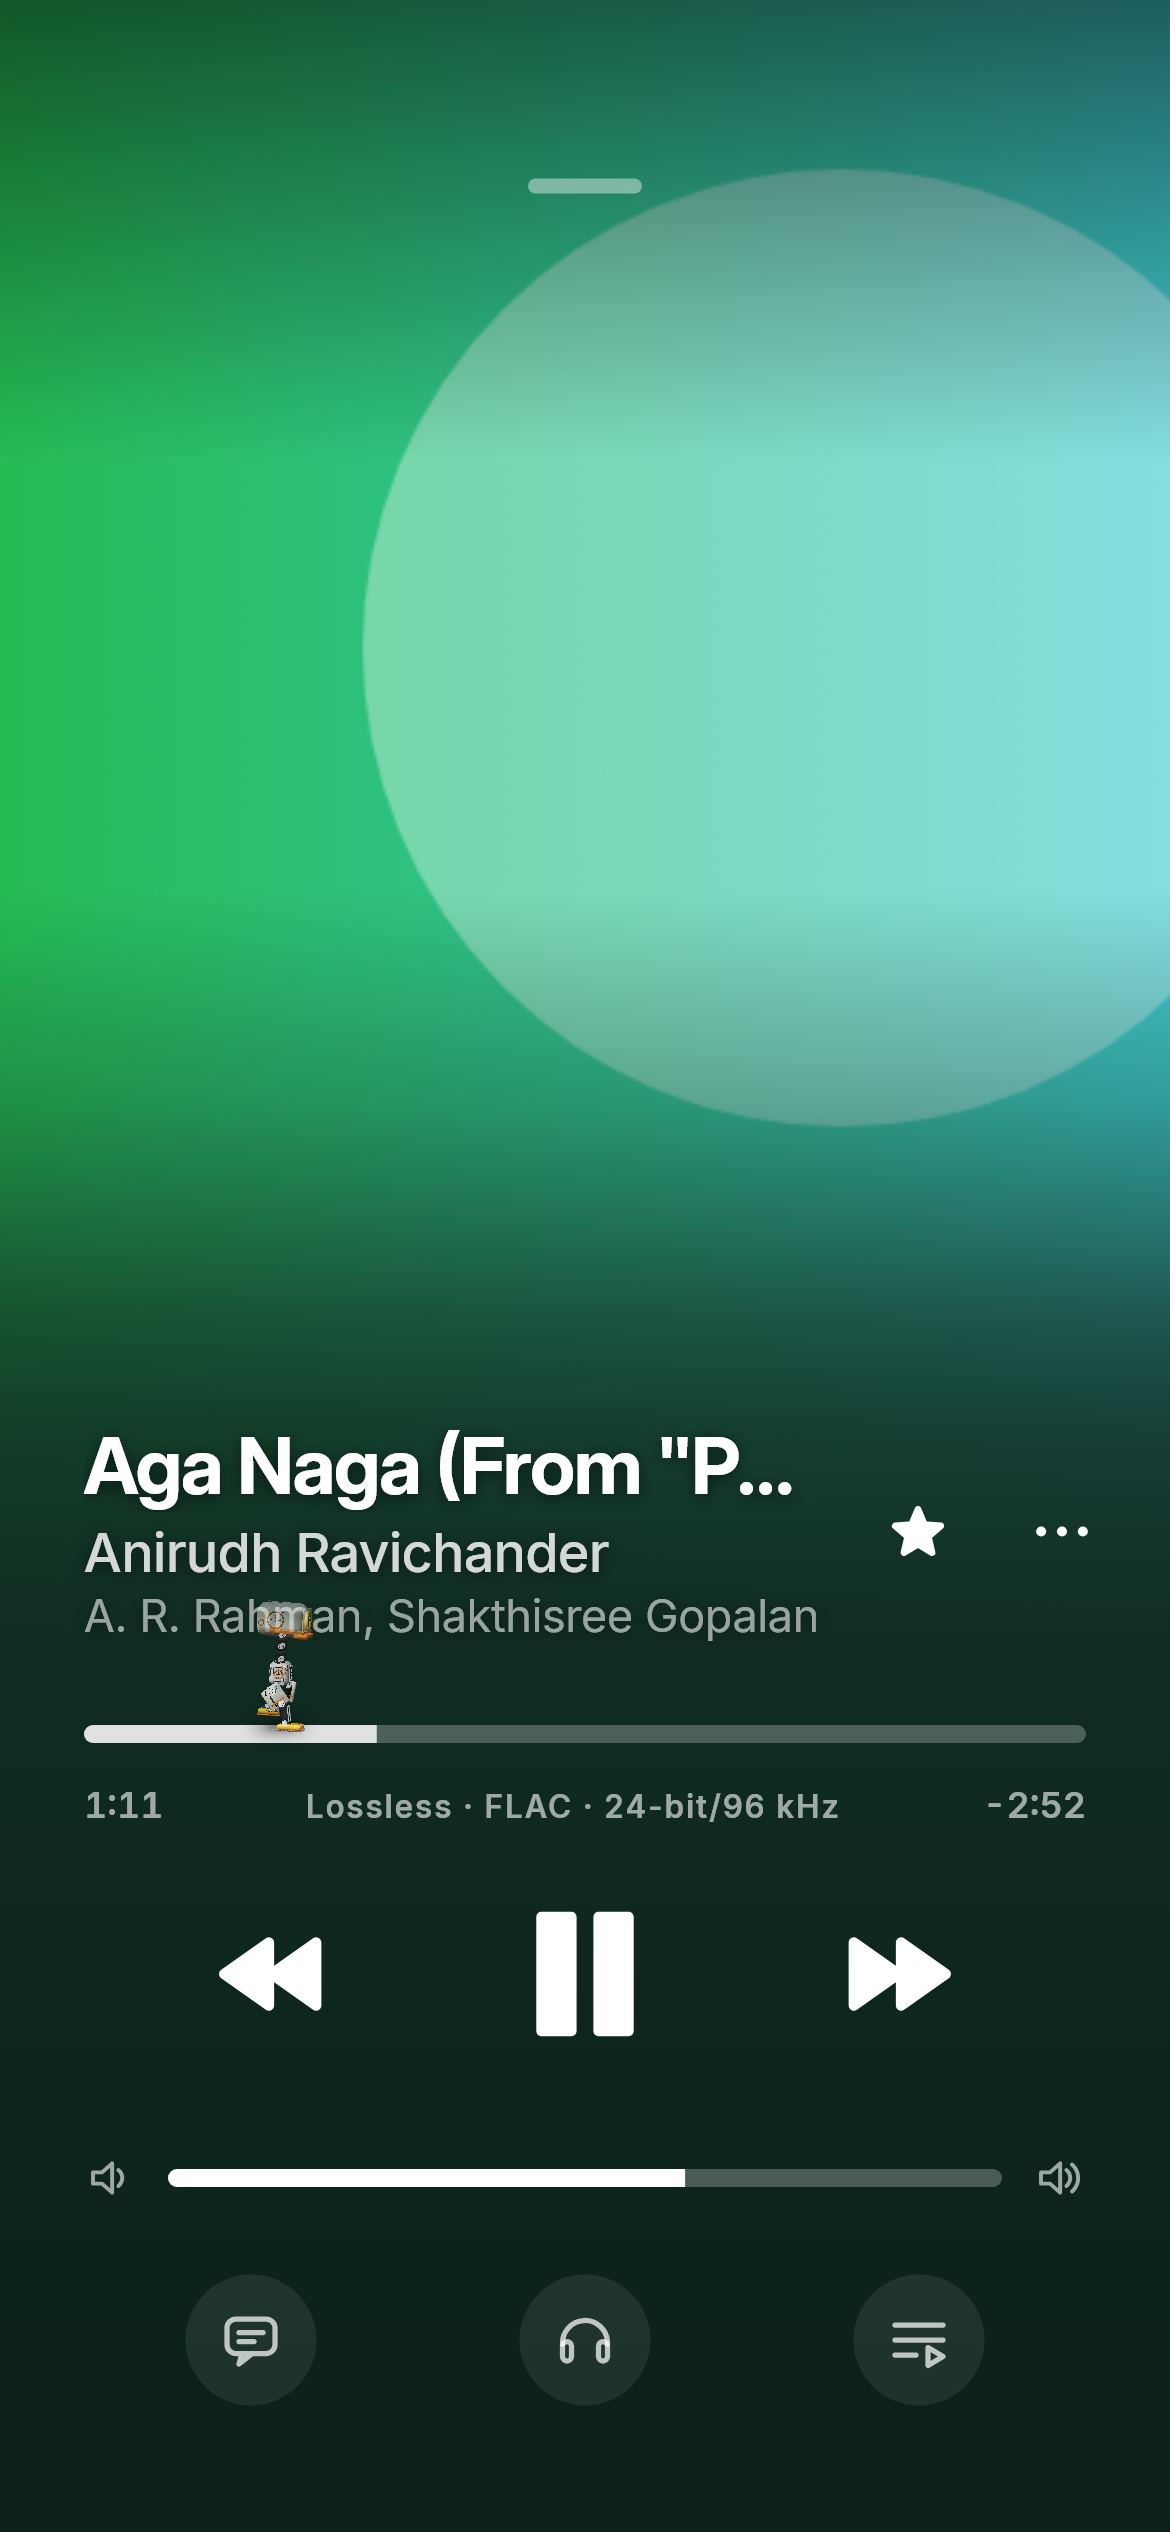 Aga Naga (From "P...
Anirudh Ravichander
A. R. Rahman, Shakthisree Gopalan
1:11
Lossless · FLAC · 24-bit/96 kHz
-2:52